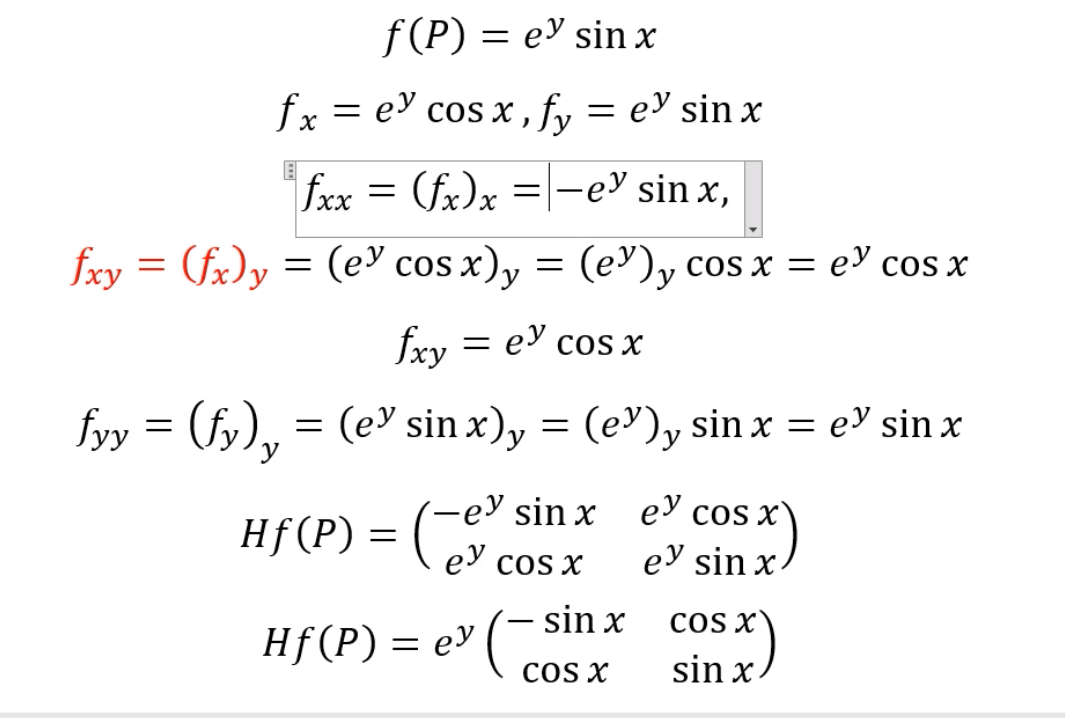 f(P) = e^y sin x
f_x = e^y cos x , f_y = e^y sin x
f_xx = (f_x)_x = −e^y sin x,
f_xy = (f_x)_y = (e^y cos x)_y = (e^y)_y cos x = e^y cos x
f_xy = e^y cos x
f_yy = (f_y)_y = (e^y sin x)_y = (e^y)_y sin x = e^y sin x
Hf(P) = (−e^y sin x   e^y cos x
e^y cos x   e^y sin x)
Hf(P) = e^y (− sin x   cos x
cos x   sin x)